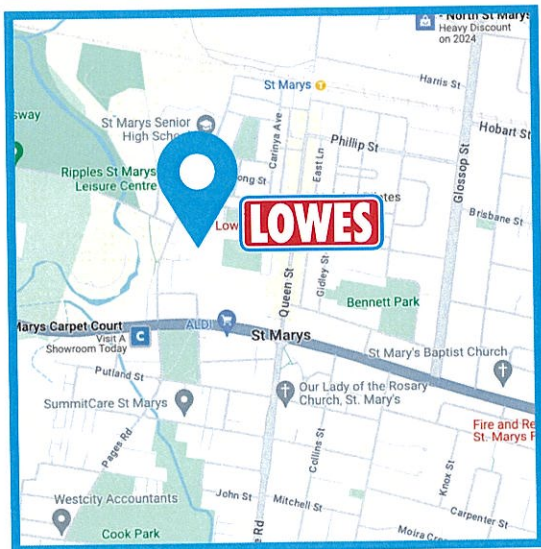 - North St Marys
Heavy Discount
on 2024
Harris St
St Marys
sway
St Marys Senior
High School
Carinya Ave
Phillip St
East Ln
Hobart St
Glossop St
Ripples St Marys
Leisure Centre
ong St
Low
LOWES
Brisbane St
Queen St
Gidley St
Bennett Park
Marys Carpet Court
Visit A
Showroom Today
C
ALDI
St Marys
St Mary's Baptist Church
Putland St
SummitCare St Marys
Our Lady of the Rosary
Church, St. Mary's
Fire and Re
St. Marys F
Pages Rd
Collins St
Knox St
Westcity Accountants
John St
Mitchell St
Carpenter St
Cook Park
e Rd
Moira Cre